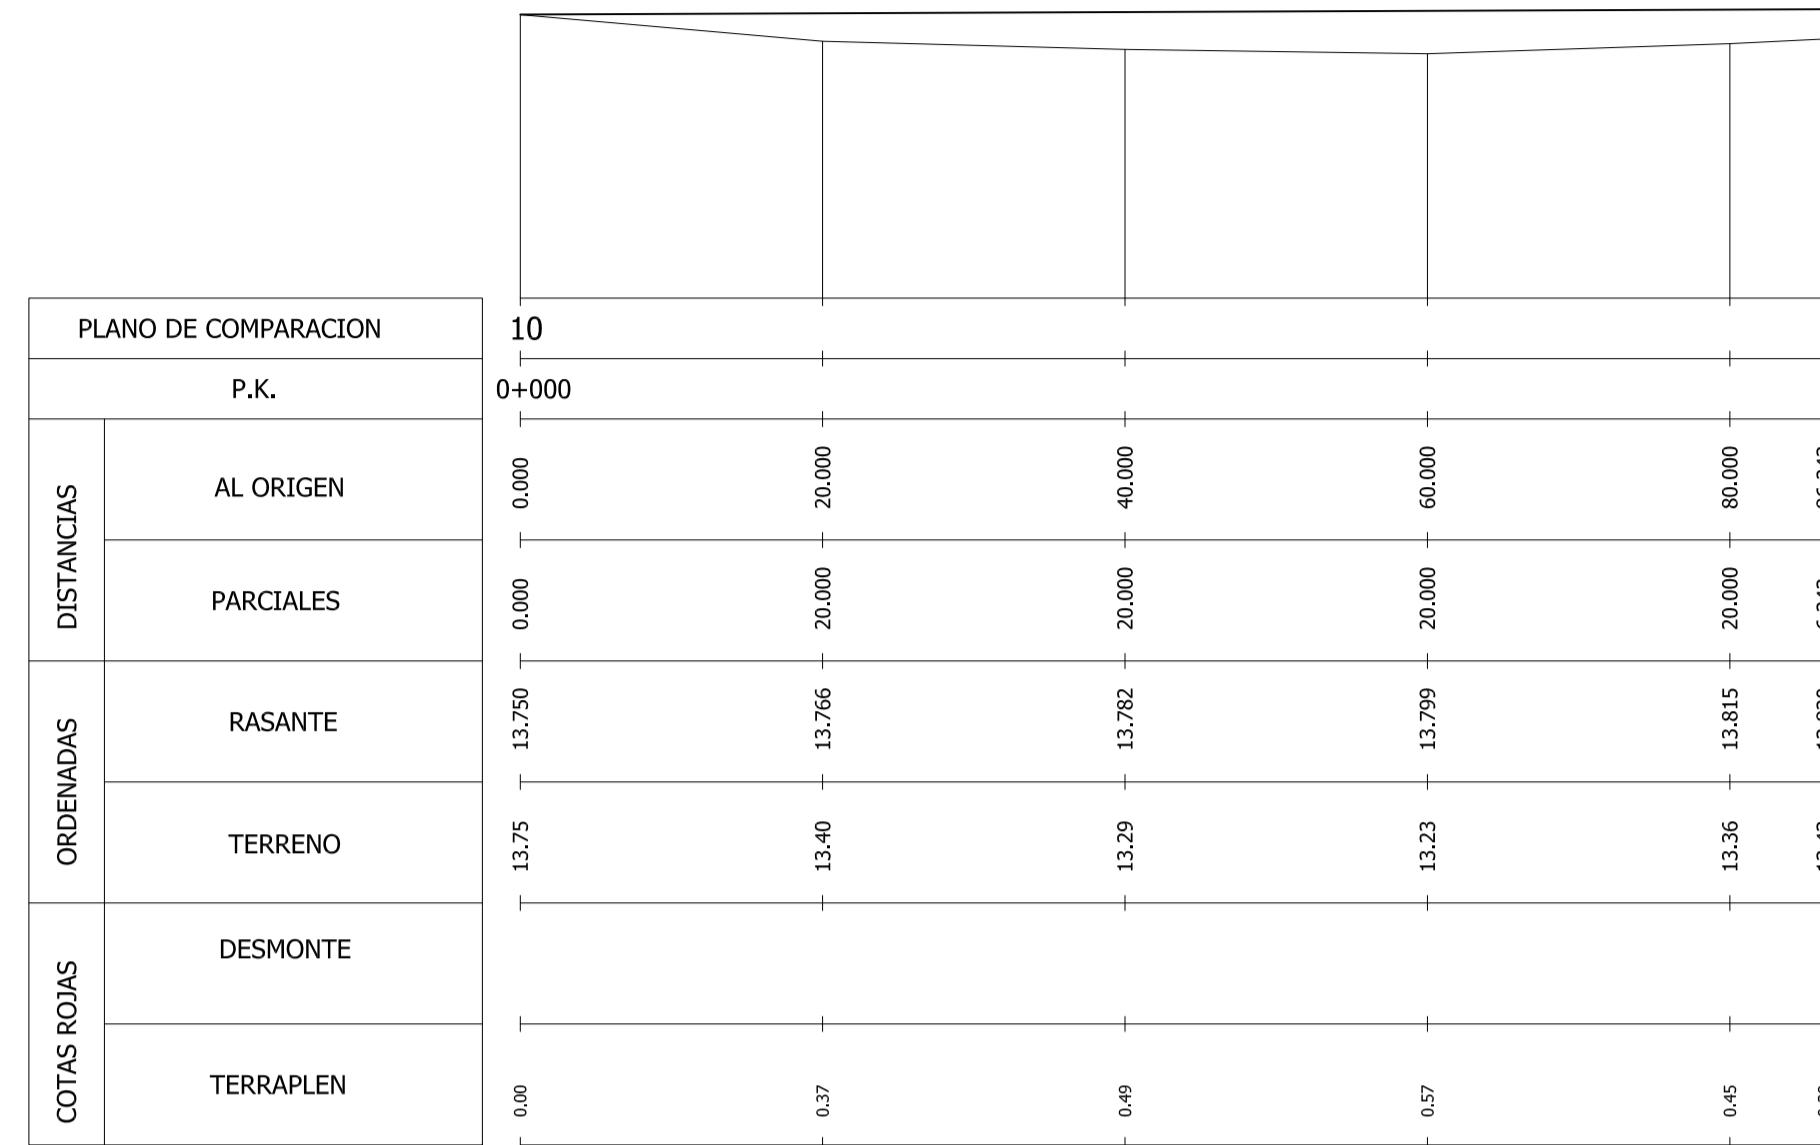 PLANO DE COMPARACION 10
P.K. 0+000
DISTANCIAS
AL ORIGEN 0.000 20.000 40.000 60.000 80.000
PARCIALES 0.000 20.000 20.000 20.000 20.000
ORDENADAS
RASANTE 13.750 13.766 13.782 13.799 13.815
TERRENO 13.75 13.40 13.29 13.23 13.36
COTAS ROJAS
DESMONTE
TERRAPLEN 0.00 0.37 0.49 0.57 0.45